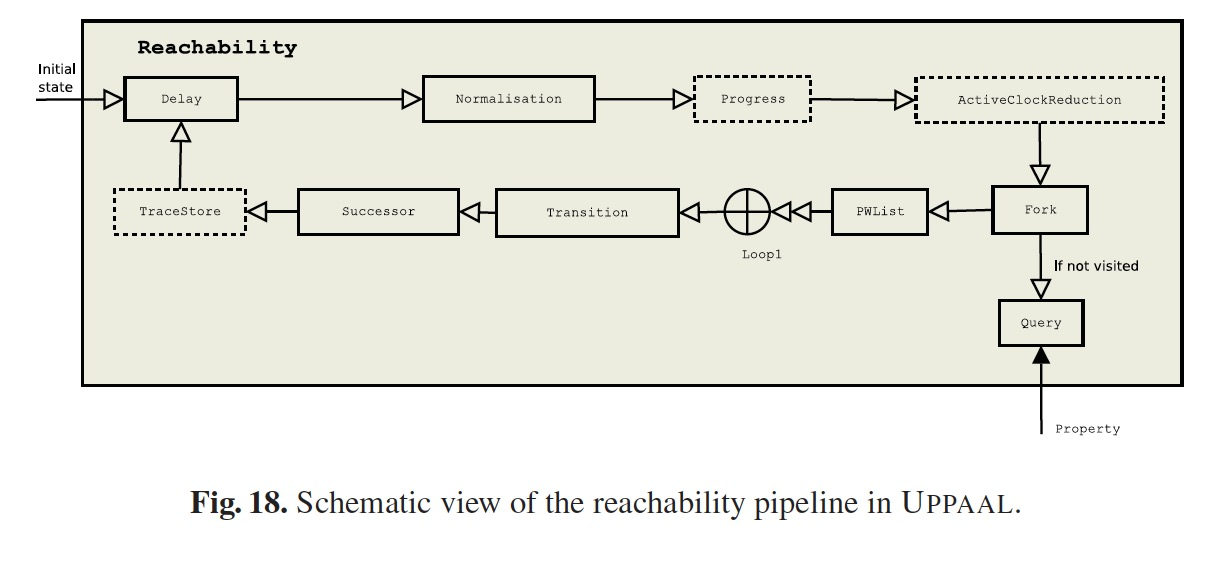 Reachability
Initial
state
Delay
Normalisation
Progress
ActiveClockReduction
TraceStore
Successor
Transition
Loop1
PWList
Fork
If not visited
Query
Property
Fig. 18. Schematic view of the reachability pipeline in UPPAAL.